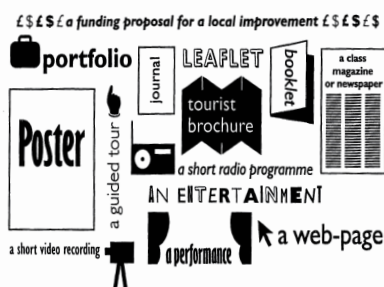 £$£$£ a funding proposal for a local improvement £$£$£$
portfolio
journal
LEAFLET
booklet
a class
magazine
or newspaper
tourist
brochure
Poster
a guided tour
a short radio programme
AN ENTERTAINMENT
a short video recording
a performance
a web-page